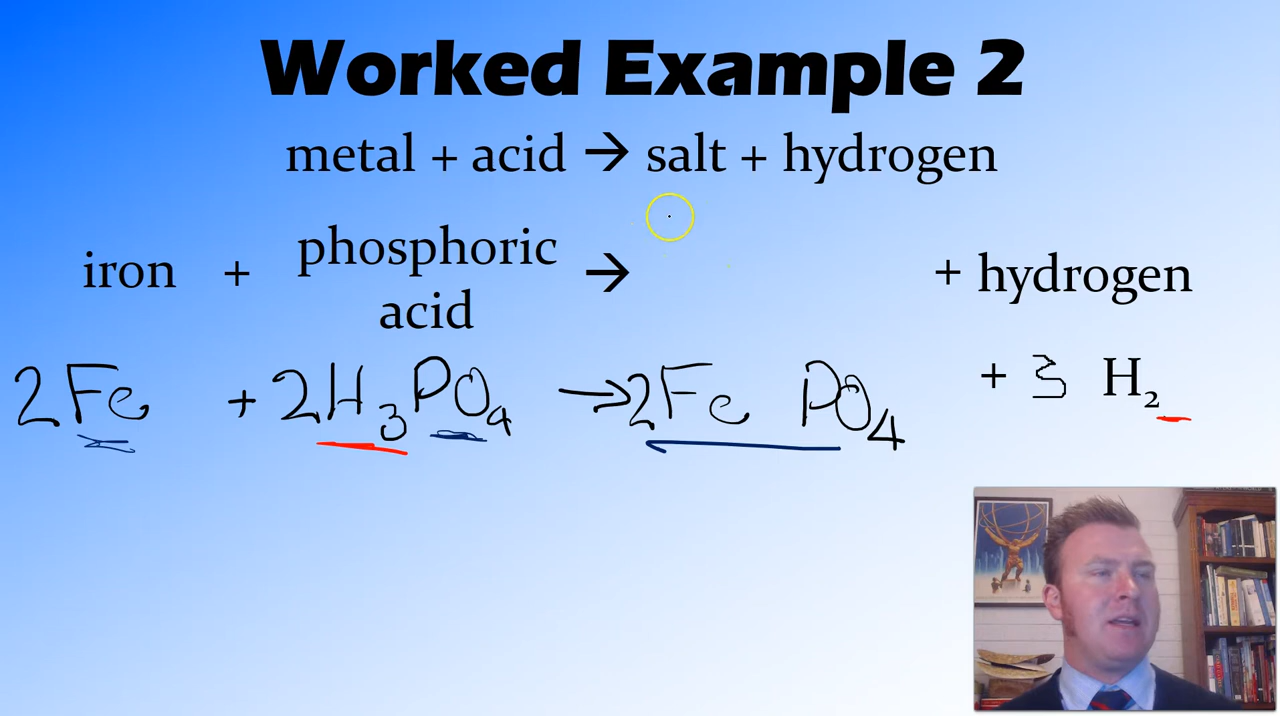 Worked Example 2
metal + acid → salt + hydrogen
iron + phosphoric acid → + hydrogen
2Fe + 2H₃PO₄ → 2Fe PO₄ + 3 H₂